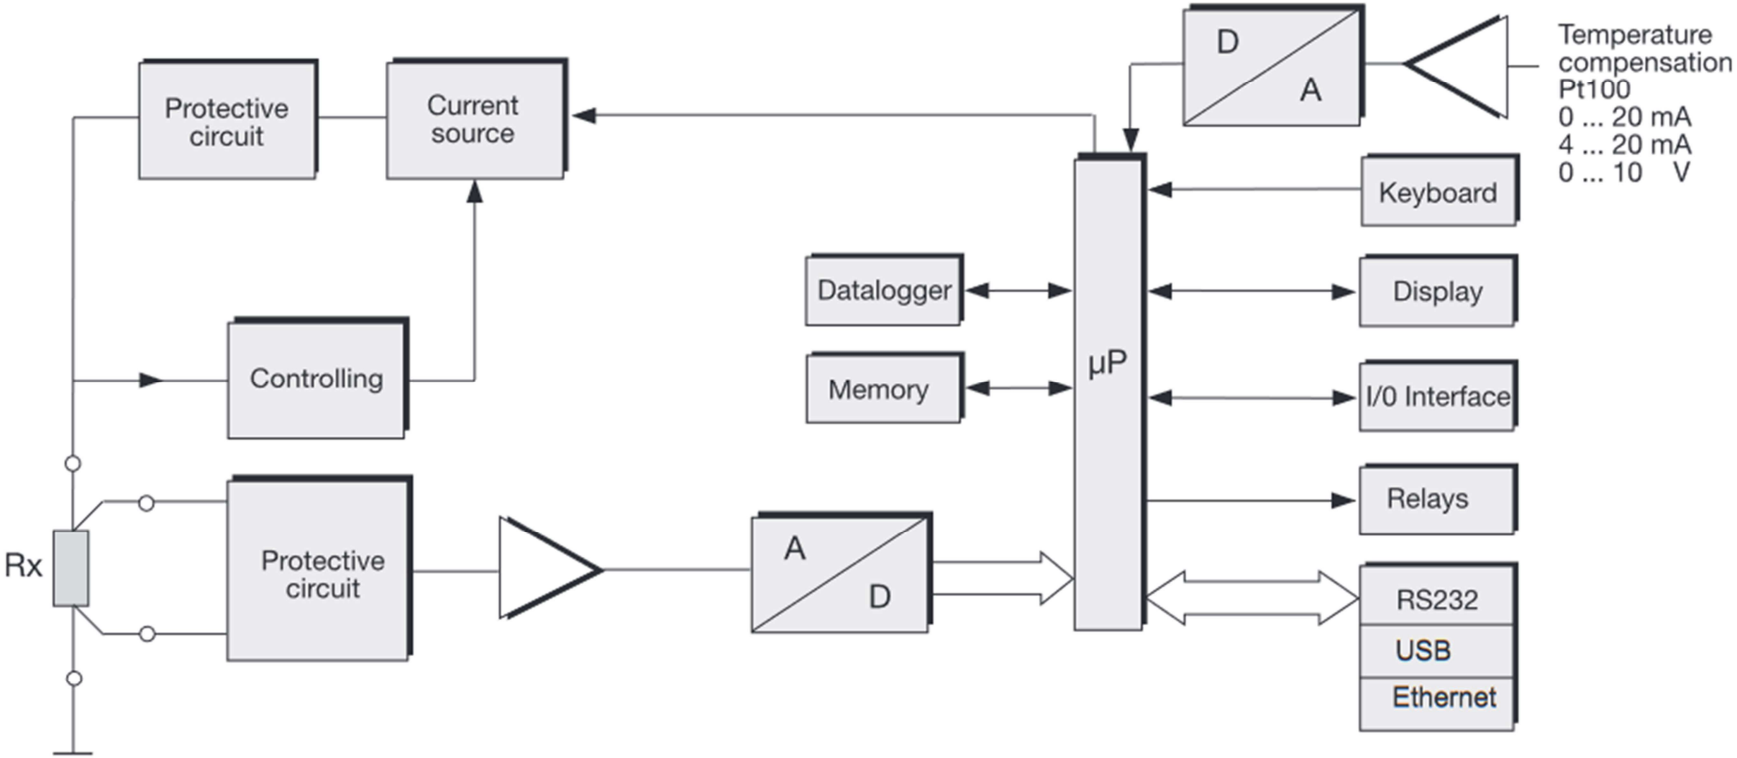 D
A
Temperature
compensation
Pt100
0 ... 20 mA
4 ... 20 mA
0 ... 10 V
Protective
circuit
Current
source
Keyboard
Datalogger
Display
µP
Controlling
Memory
I/0 Interface
Relays
Rx
Protective
circuit
A
D
RS232
USB
Ethernet